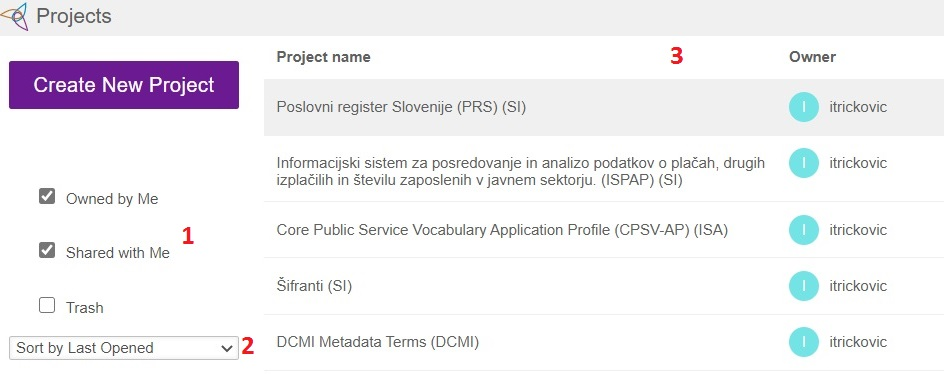 Projects
Project name
3
Owner
Create New Project
Poslovni register Slovenije (PRS) (SI)
I
itrickovic
Informacijski sistem za posredovanje in analizo podatkov o plačah, drugih
izplačilih in številu zaposlenih v javnem sektorju. (ISPAP) (SI)
I
itrickovic
Owned by Me
1
Shared with Me
Core Public Service Vocabulary Application Profile (CPSV-AP) (ISA)
I
itrickovic
Šifranti (SI)
I
itrickovic
Trash
Sort by Last Opened
2
DCMI Metadata Terms (DCMI)
I
itrickovic